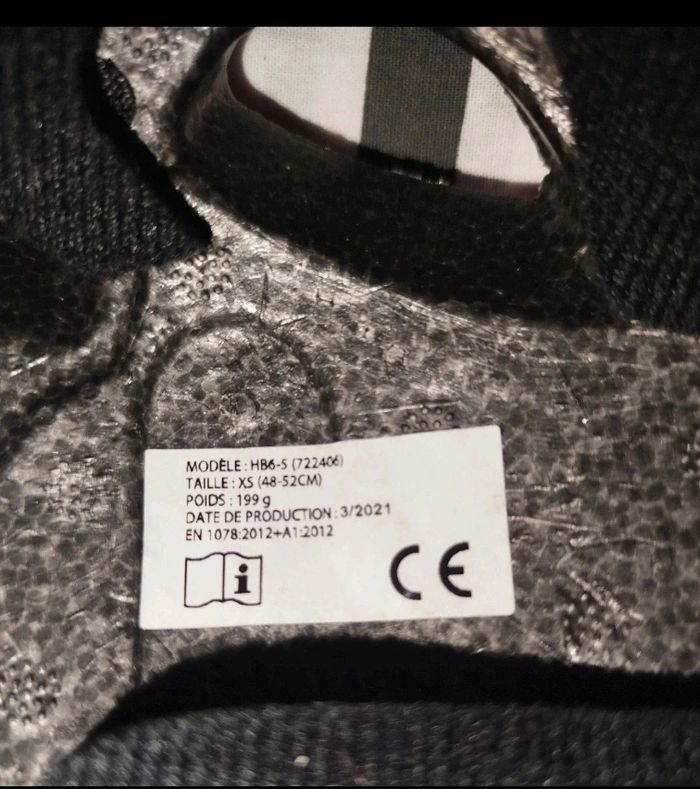 MODÈLE : HB6-5 (722406)
TAILLE : XS (48-52CM)
POIDS : 199 g
DATE DE PRODUCTION : 3/2021
EN 1078:2012+A1:2012
i
CE